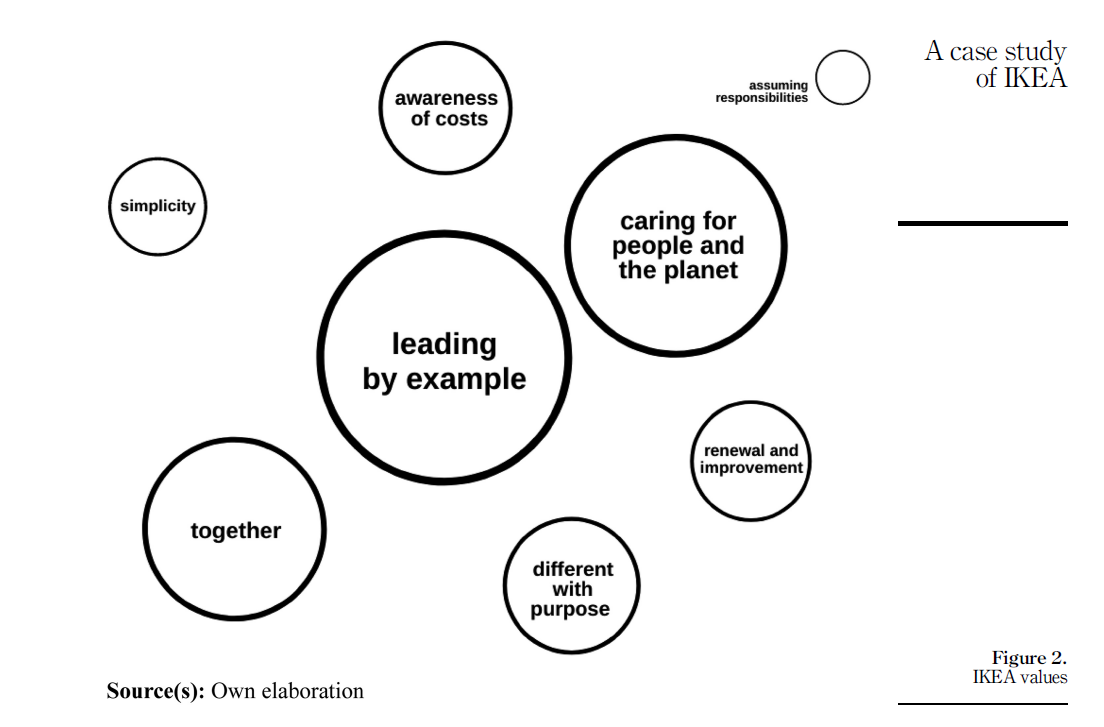 A case study
of IKEA
awareness
of costs
assuming
responsibilities
simplicity
caring for
people and
the planet
leading
by example
renewal and
improvement
together
different
with
purpose
Figure 2.
IKEA values
Source(s): Own elaboration